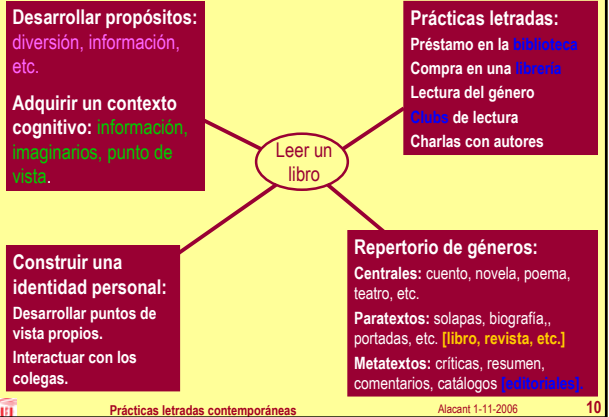 Desarrollar propósitos:
diversión, información,
etc.
Adquirir un contexto
cognitivo: información,
imaginarios, punto de
vista.
Prácticas letradas:
Préstamo en la biblioteca
Compra en una librería
Lectura del género
Clubs de lectura
Charlas con autores
Leer un
libro
Construir una
identidad personal:
Desarrollar puntos de
vista propios.
Interactuar con los
colegas.
Repertorio de géneros:
Centrales: cuento, novela, poema,
teatro, etc.
Paratextos: solapas, biografía,,
portadas, etc. [libro, revista, etc.]
Metatextos: críticas, resumen,
comentarios, catálogos [editoriales].
Prácticas letradas contemporáneas
Alacant 1-11-2006
10